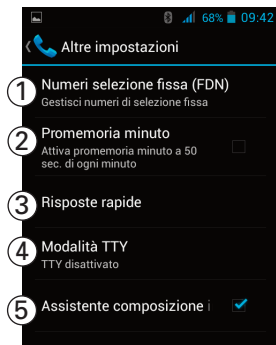 68% 09:42
Altre impostazioni
1 Numeri selezione fissa (FDN)
Gestisci numeri di selezione fissa
2 Promemoria minuto
Attiva promemoria minuto a 50
sec. di ogni minuto
3 Risposte rapide
4 Modalità TTY
TTY disattivato
5 Assistente composizione i